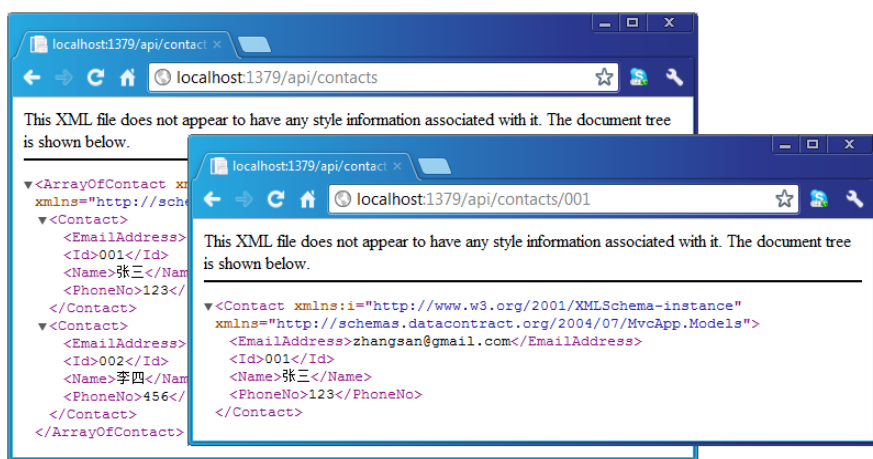 localhost:1379/api/contact ×
localhost:1379/api/contacts
This XML file does not appear to have any style information associated with it. The document tree
is shown below.
▼<ArrayOfContact
xmlns="http://
▼<Contact>
<EmailAddress>
<Id>001</Id>
<Name>张三</
<PhoneNo>123</
</Contact>
▼<Contact>
<EmailAddress>
<Id>002</Id>
<Name>李四</
<PhoneNo>456</
</Contact>
</ArrayOfContact>
localhost:1379/api/contact ×
localhost:1379/api/contacts/001
This XML file does not appear to have any style information associated with it. The document tree
is shown below.
▼<Contact xmlns:i="http://www.w3.org/2001/XMLSchema-instance"
xmlns="http://schemas.datacontract.org/2004/07/MvcApp.Models">
<EmailAddress>zhangsan@gmail.com</EmailAddress>
<Id>001</Id>
<Name>张三</Name>
<PhoneNo>123</PhoneNo>
</Contact>